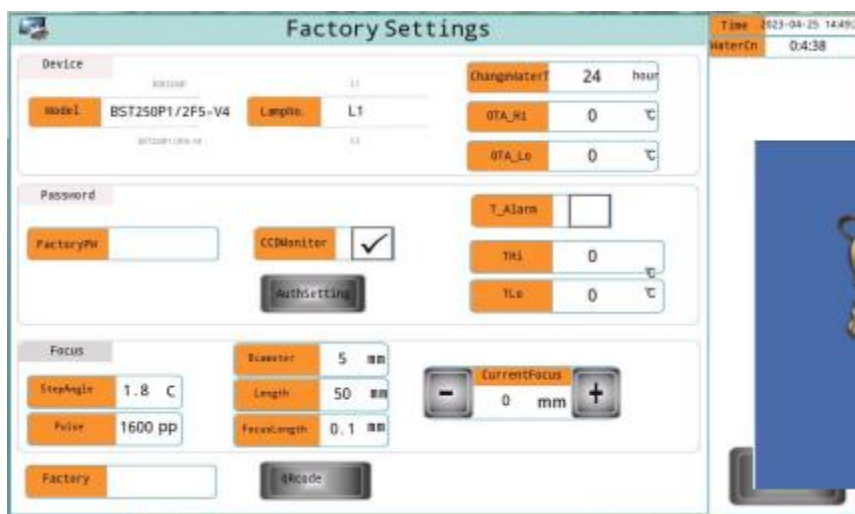 Factory Settings
Time 2023-04-25 14:49:
WaterCn 0:4:38
Device
Model BST250P1/2F5-V4
LampNo. L1
L1
ChangeWaterT 24 hour
OTA_Hi 0 ℃
OTA_Lo 0 ℃
Password
FactoryPW
CCDMonitor
AuthSetting
T_Alarm
THi 0 ℃
TLo 0 ℃
Focus
StepAngle 1.8 C
Pulse 1600 pp
Diameter 5 mm
Length 50 mm
FocusLength 0.1 mm
CurrentFocus
- 0 mm +
Factory
QRcode